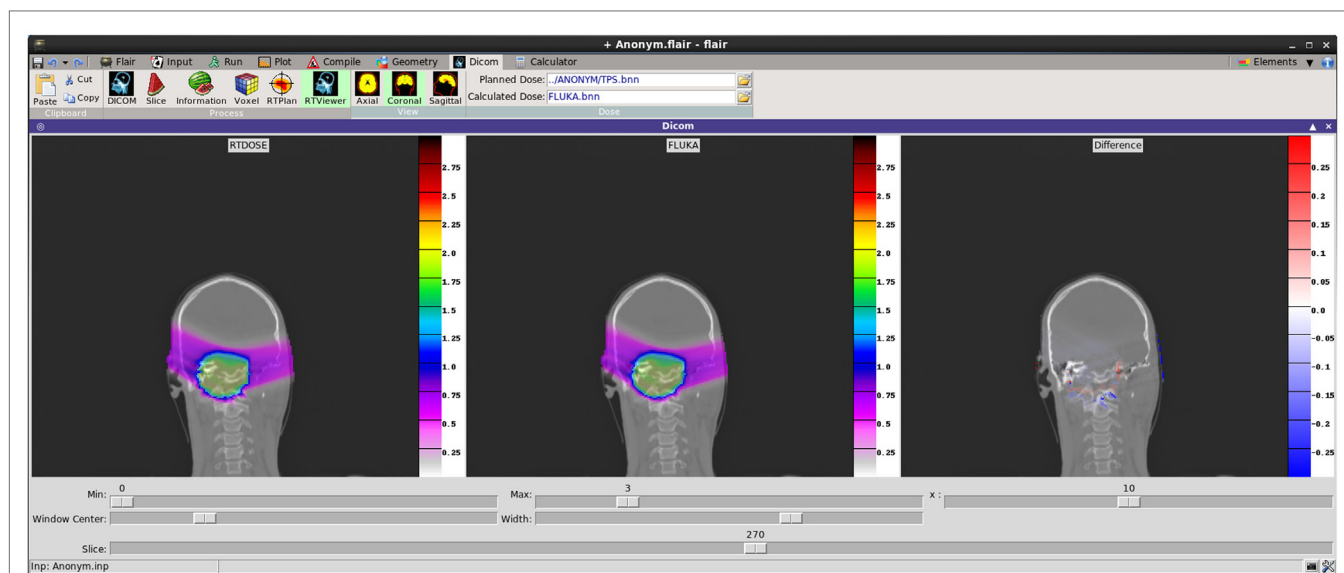 + Anonym.flair - flair
Flair Input Run Plot Compile Geometry Dicom Calculator Elements
Paste Cut Copy DICOM Slice Information Voxel RTPlan RTViewer Axial Coronal Sagittal Planned Dose: ../ANONYM/TPS.bnn
Calculated Dose: FLUKA.bnn
Clipboard Process View Dose
Dicom
RTDOSE FLUKA Difference
2.75 2.75 0.25
2.5 2.5 0.2
2.25 2.25 0.15
2.0 2.0 0.1
1.75 1.75 0.05
1.5 1.5 0.0
1.25 1.25 -0.05
1.0 1.0 -0.1
0.75 0.75 -0.15
0.5 0.5 -0.2
0.25 0.25 -0.25
0 3 10
Min: Max: x :
Window Center: Width:
270
Slice:
Inp: Anonym.inp